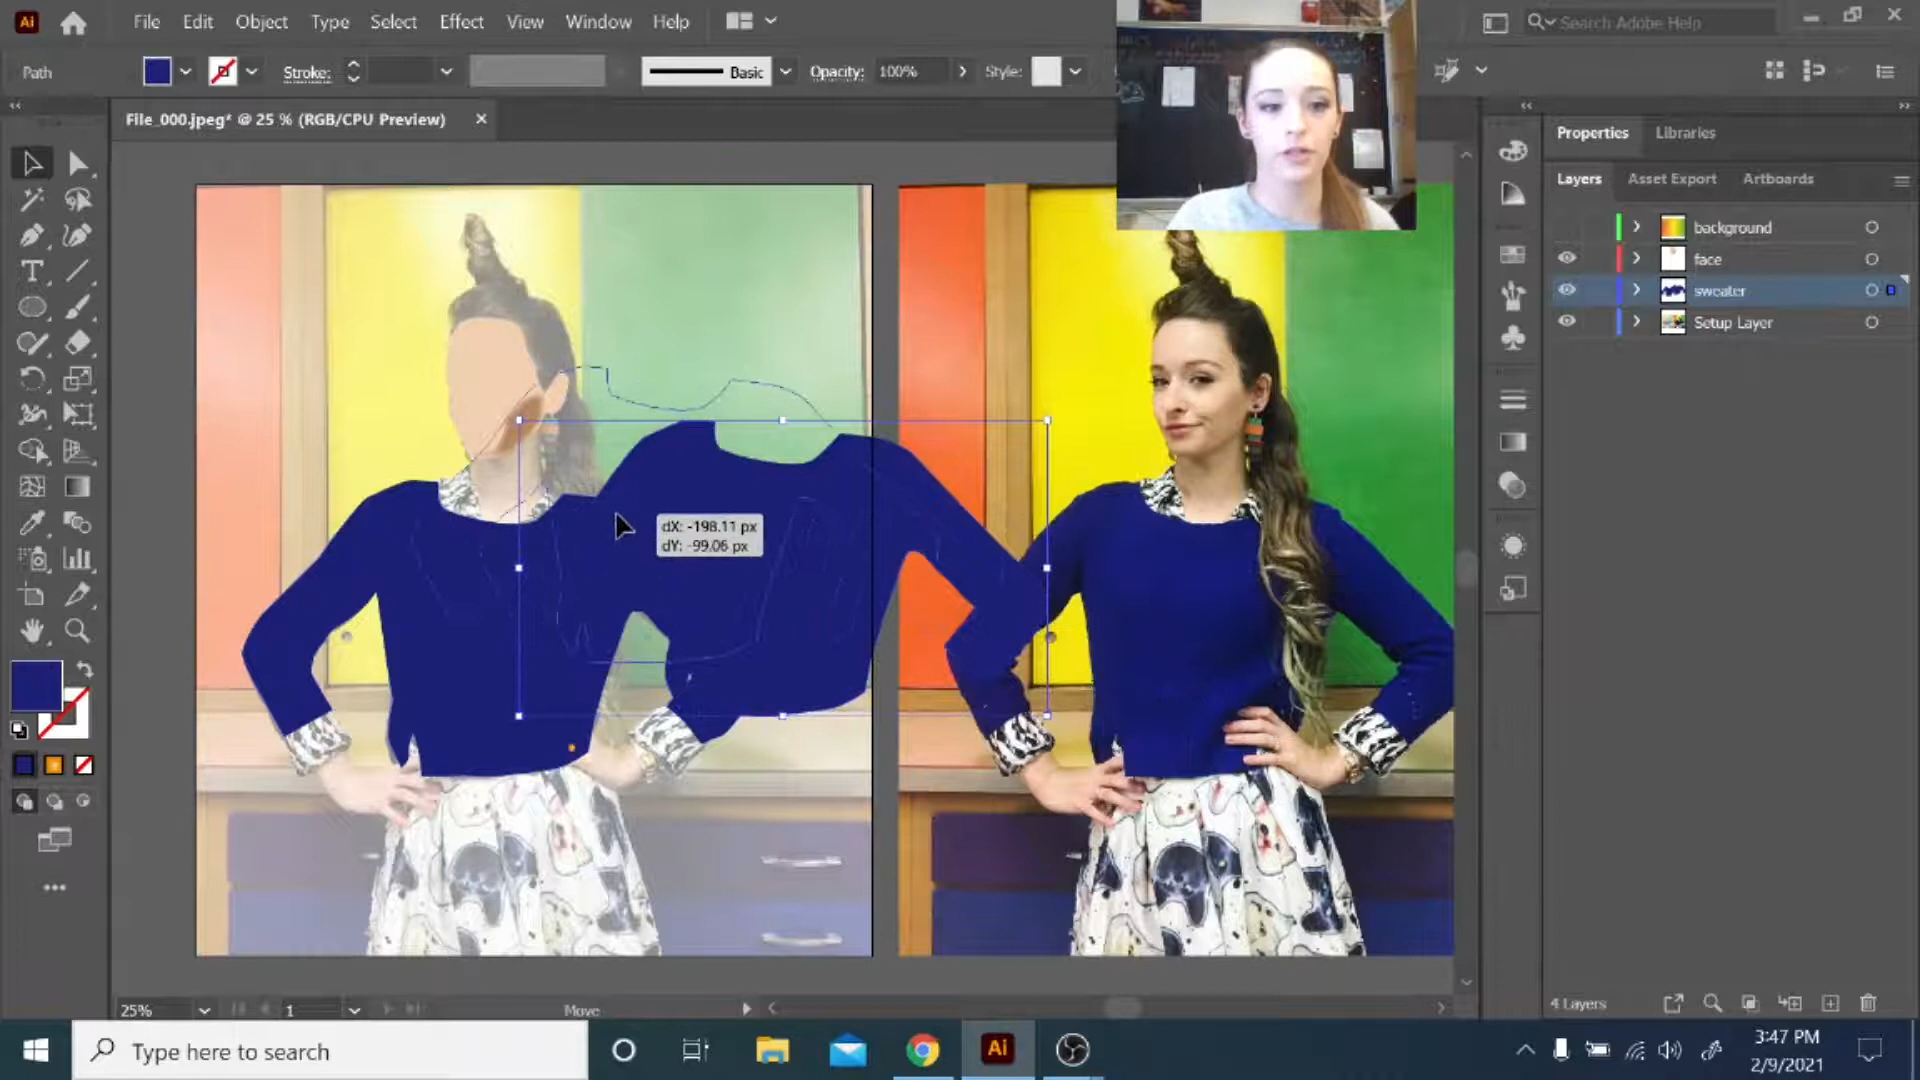 Ai
File Edit Object Type Select Effect View Window Help
Search Adobe Help
Path
Stroke:
Basic
Opacity: 100%
Style:
File_000.jpeg* @ 25 % (RGB/CPU Preview)
Properties Libraries
Layers Asset Export Artboards
background
face
sweater
Setup Layer
dX: -198.11 px
dY: -99.06 px
25%
1
Move
4 Layers
Type here to search
Ai
3:47 PM
2/9/2021